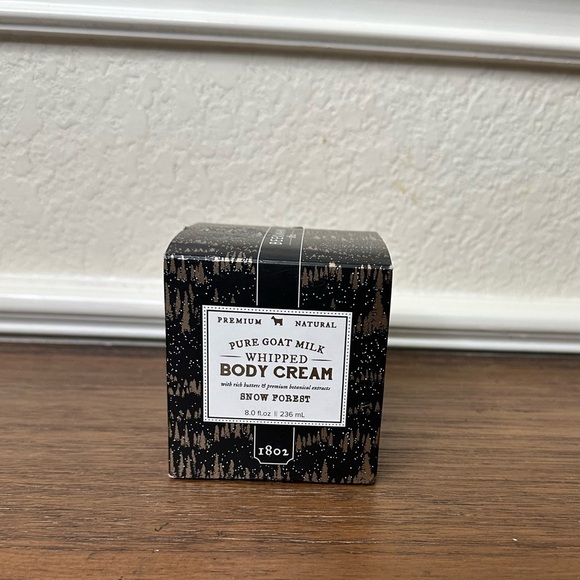 PREMIUM NATURAL
PURE GOAT MILK
WHIPPED
BODY CREAM
with rich butters & premium botanical extracts
SNOW FOREST
8.0 fl.oz || 236 mL
1802